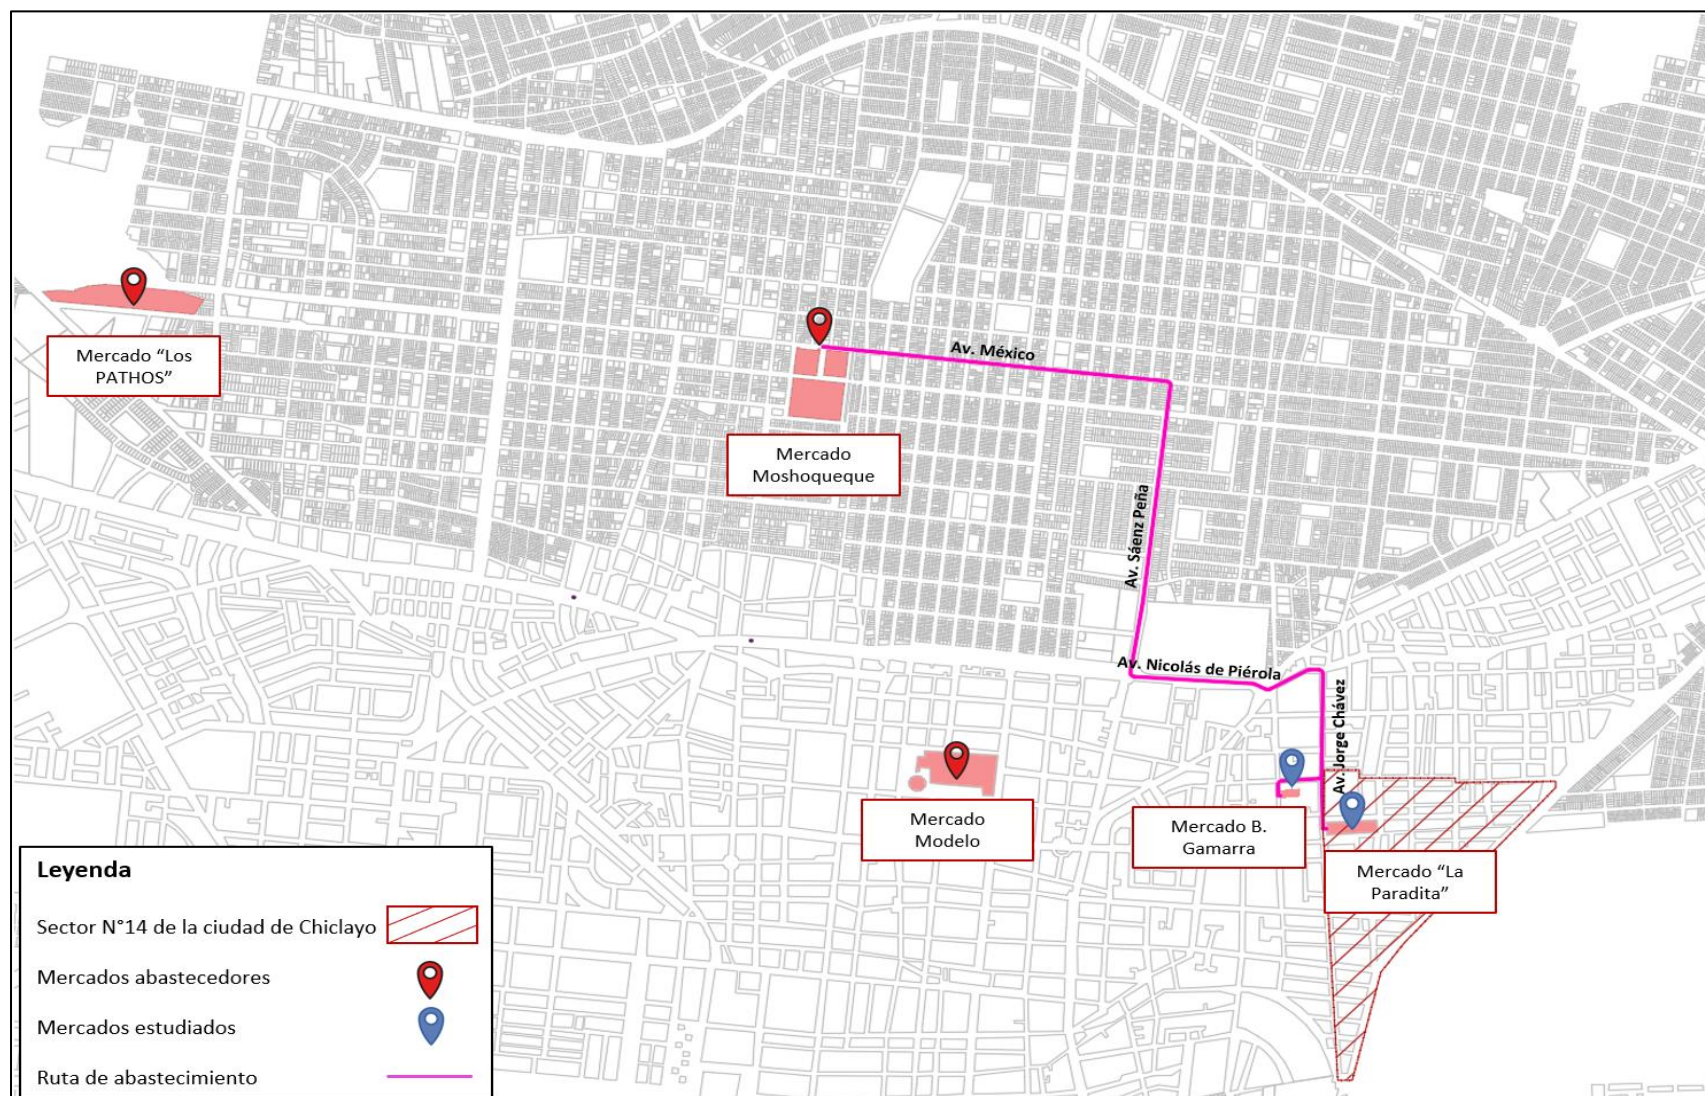 Av. México
Mercado “Los
PATHOS”
Mercado
Moshoqueque
Av. Sáenz Peña
Av. Nicolás de Piérola
Av. Jorge Chávez
Mercado
Modelo
Mercado B.
Gamarra
Mercado “La
Paradita”
Leyenda
Sector N°14 de la ciudad de Chiclayo
Mercados abastecedores
Mercados estudiados
Ruta de abastecimiento